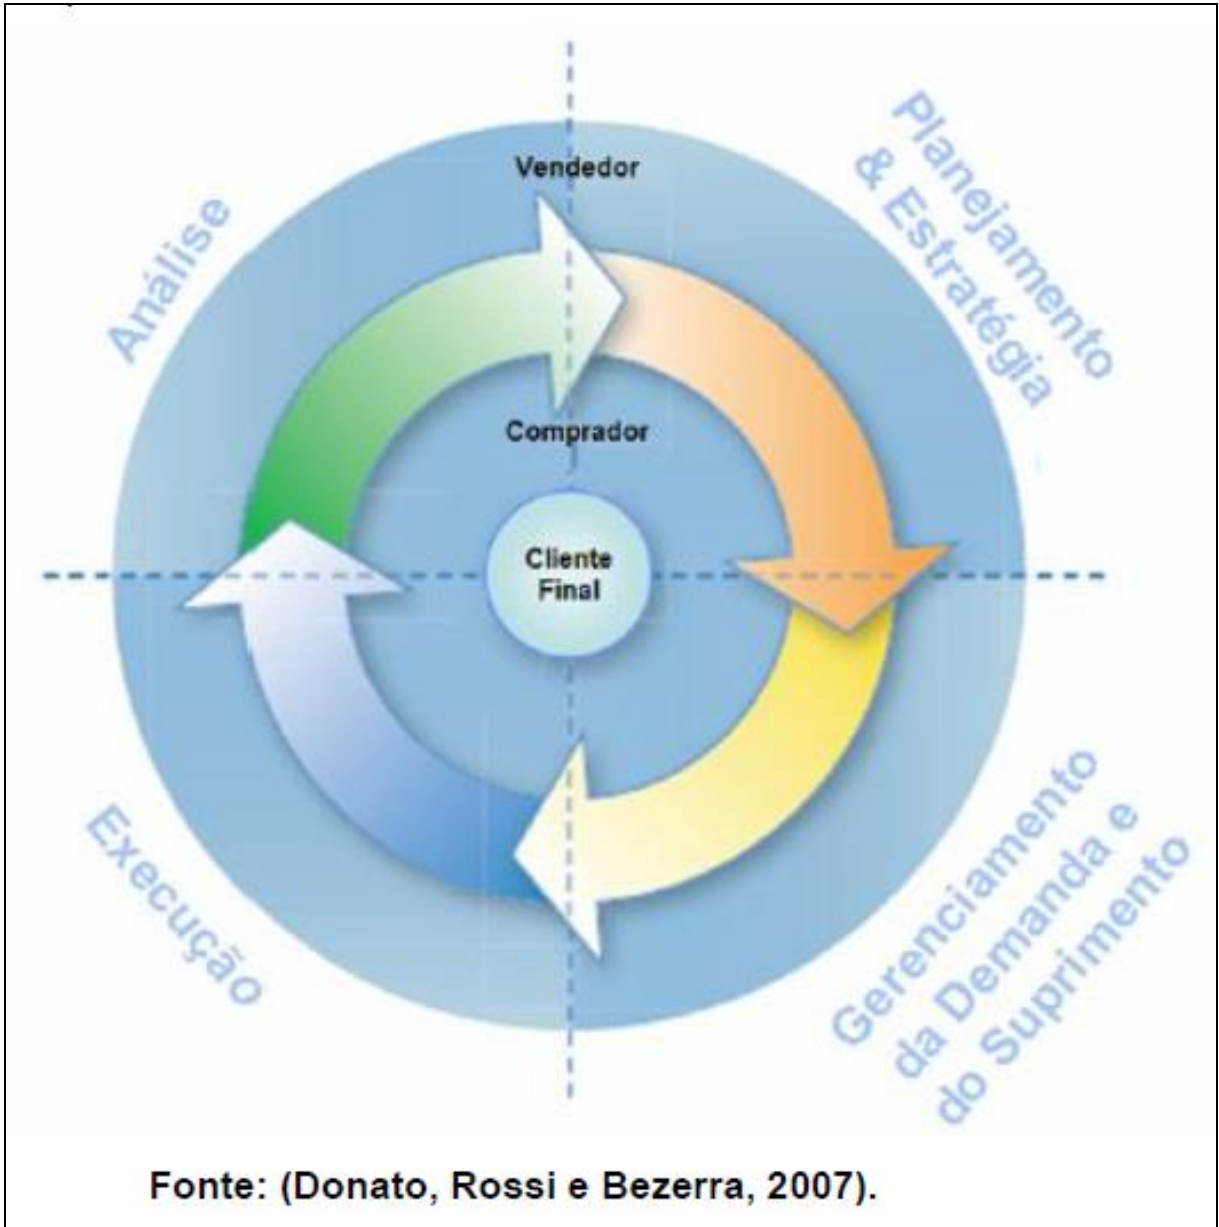 Vendedor
Planejamento
& Estratégia
Análise
Comprador
Cliente
Final
Execução
Gerenciamento
da Demanda e
do Suprimento
Fonte: (Donato, Rossi e Bezerra, 2007).